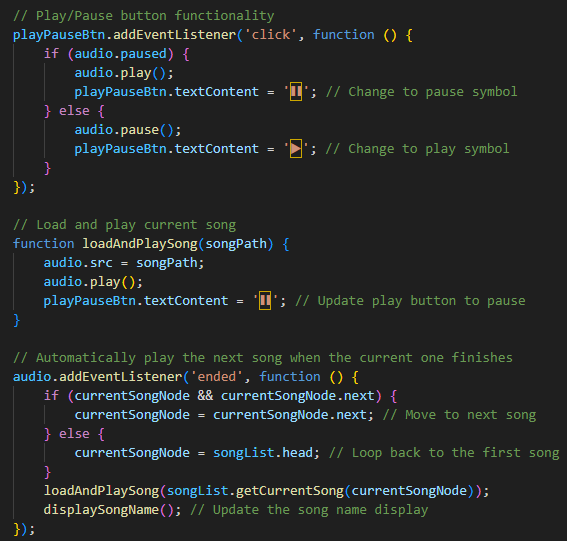 // Play/Pause button functionality
playPauseBtn.addEventListener('click', function () {
    if (audio.paused) {
        audio.play();
        playPauseBtn.textContent = '⏸'; // Change to pause symbol
    } else {
        audio.pause();
        playPauseBtn.textContent = '▶'; // Change to play symbol
    }
});

// Load and play current song
function loadAndPlaySong(songPath) {
    audio.src = songPath;
    audio.play();
    playPauseBtn.textContent = '⏸'; // Update play button to pause
}

// Automatically play the next song when the current one finishes
audio.addEventListener('ended', function () {
    if (currentSongNode && currentSongNode.next) {
        currentSongNode = currentSongNode.next; // Move to next song
    } else {
        currentSongNode = songList.head; // Loop back to the first song
    }
    loadAndPlaySong(songList.getCurrentSong(currentSongNode));
    displaySongName(); // Update the song name display
});